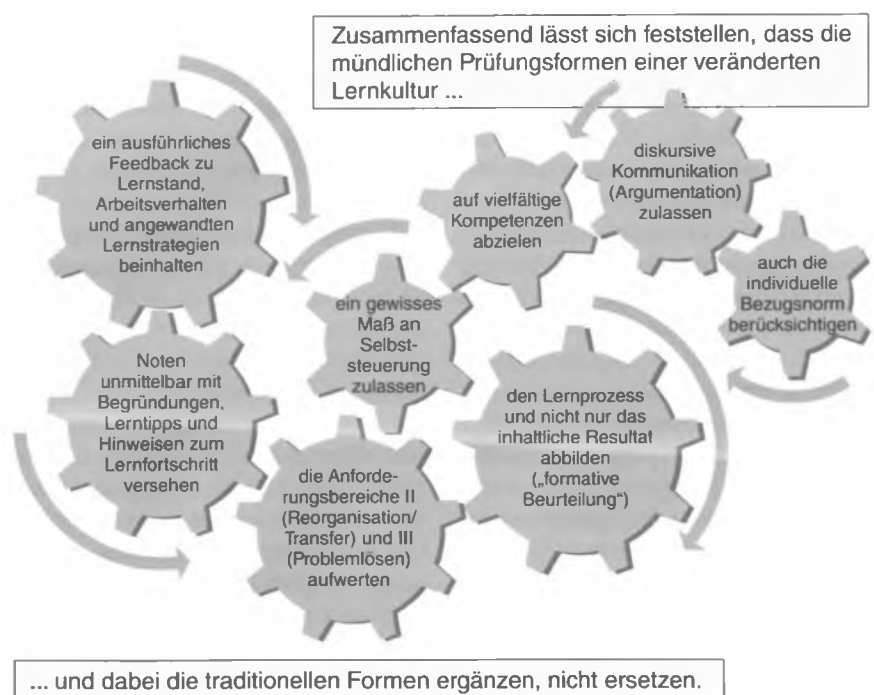 Zusammenfassend lässt sich feststellen, dass die
mündlichen Prüfungsformen einer veränderten
Lernkultur ...
ein ausführliches
Feedback zu
Lernstand,
Arbeitsverhalten
und angewandten
Lernstrategien
beinhalten
auf vielfältige
Kompetenzen
abzielen
diskursive
Kommunikation
(Argumentation)
zulassen
auch die
individuelle
Bezugsnorm
berücksichtigen
ein gewisses
Maß an
Selbst-
steuerung
zulassen
Noten
unmittelbar mit
Begründungen,
Lerntipps und
Hinweisen zum
Lernfortschritt
versehen
den Lernprozess
und nicht nur das
inhaltliche Resultat
abbilden
(„formative
Beurteilung“)
die Anforde-
rungsbereiche II
(Reorganisation/
Transfer) und III
(Problemlösen)
aufwerten
... und dabei die traditionellen Formen ergänzen, nicht ersetzen.